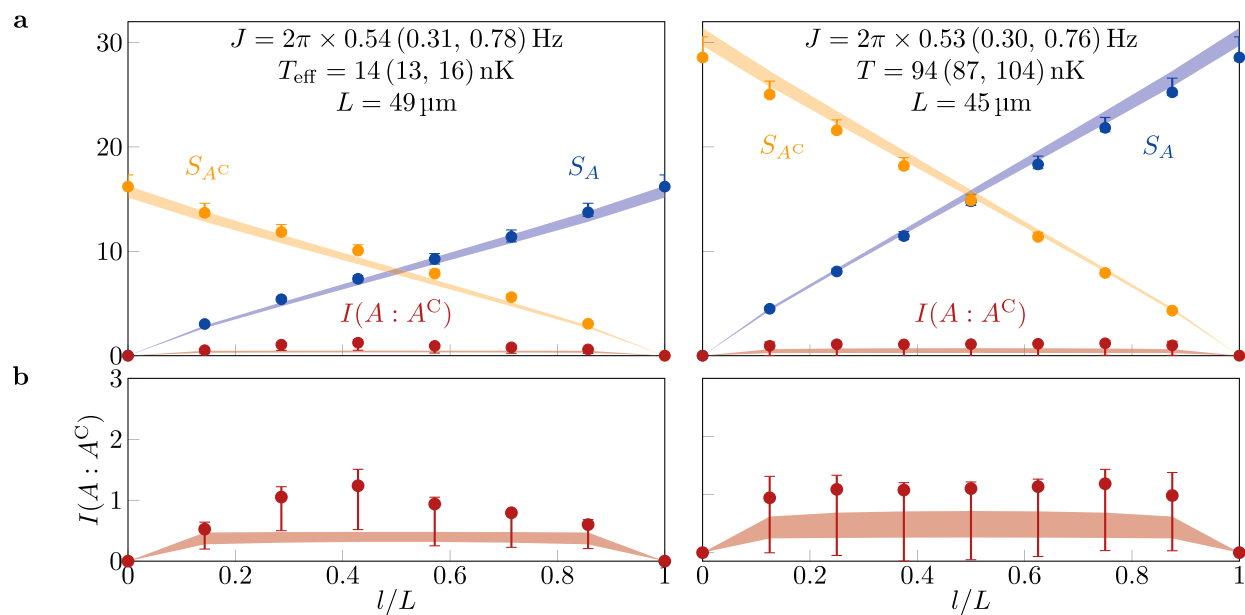 a
J = 2π × 0.54 (0.31, 0.78) Hz
T_eff = 14 (13, 16) nK
L = 49 µm
30
20
10
0
S_{A^C}
S_A
I(A : A^C)
J = 2π × 0.53 (0.30, 0.76) Hz
T = 94 (87, 104) nK
L = 45 µm
S_{A^C}
S_A
I(A : A^C)
b
I(A : A^C)
3
2
1
0
0 0.2 0.4 0.6 0.8 1
l/L
0 0.2 0.4 0.6 0.8 1
l/L